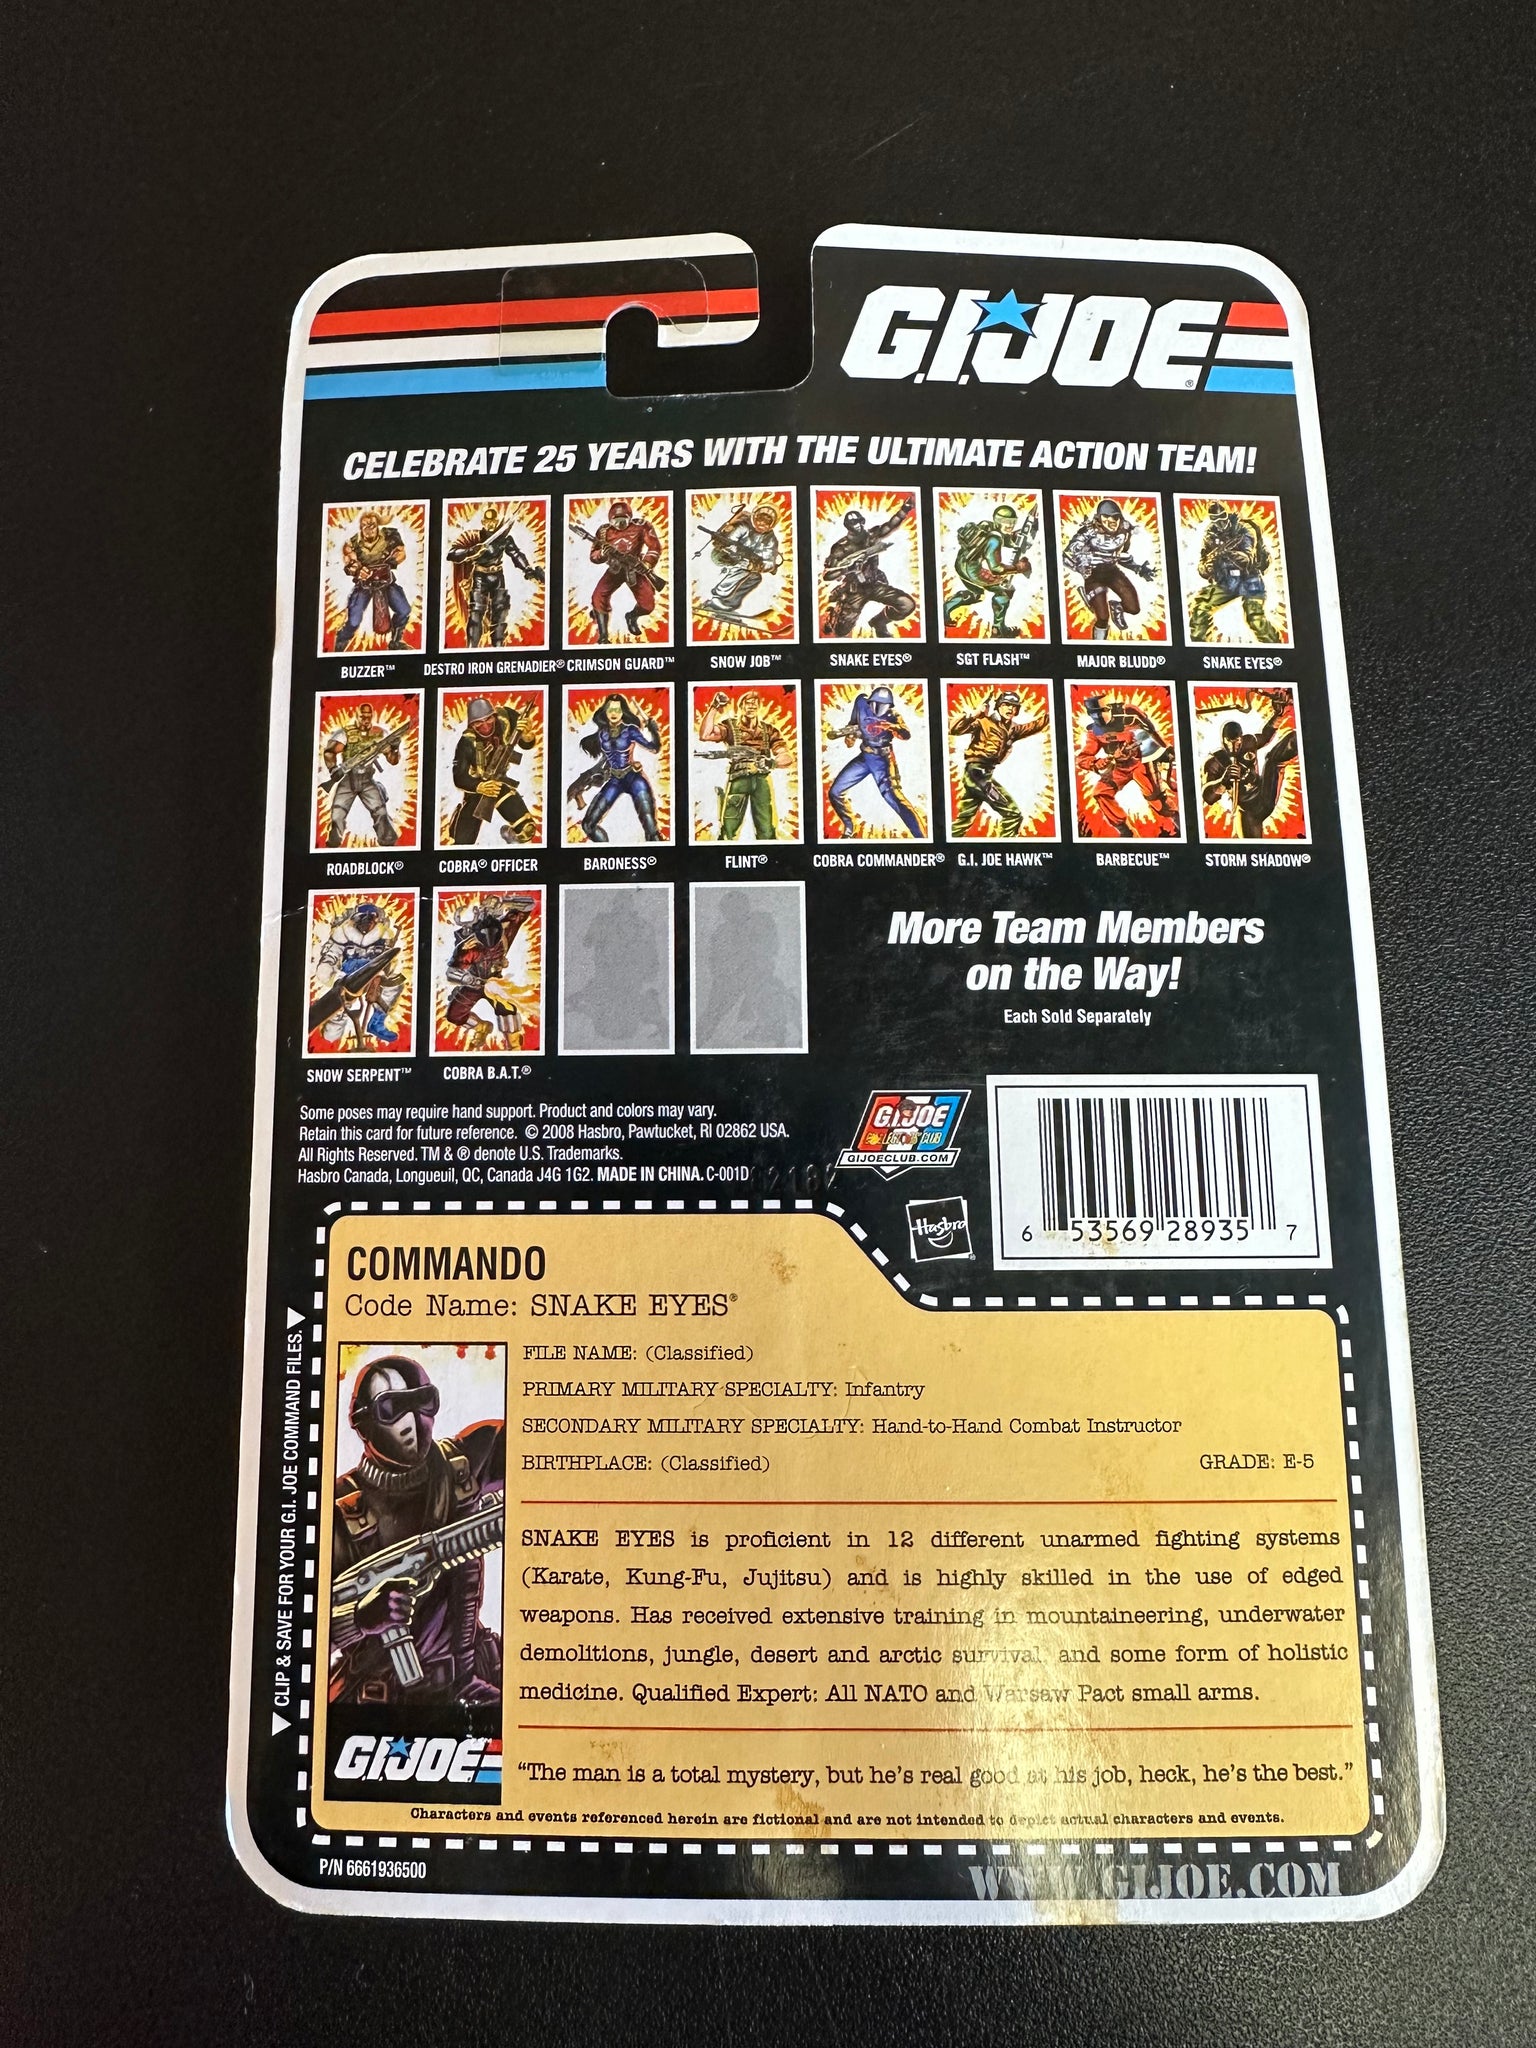 G.I.JOE®
CELEBRATE 25 YEARS WITH THE ULTIMATE ACTION TEAM!
BUZZER™ DESTRO IRON GRENADIER® CRIMSON GUARD™ SNOW JOB™ SNAKE EYES® SGT FLASH™ MAJOR BLUDD® SNAKE EYES®
ROADBLOCK® COBRA® OFFICER BARONESS® FLINT® COBRA COMMANDER® G.I. JOE HAWK™ BARBECUE™ STORM SHADOW®
SNOW SERPENT™ COBRA B.A.T.®
More Team Members
on the Way!
Each Sold Separately
Some poses may require hand support. Product and colors may vary.
Retain this card for future reference. © 2008 Hasbro, Pawtucket, RI 02862 USA.
All Rights Reserved. TM & ® denote U.S. Trademarks.
Hasbro Canada, Longueuil, QC, Canada J4G 1G2. MADE IN CHINA. C-001D
G.I.JOE
COLLECTORS' CLUB
GIJOECLUB.COM
Hasbro
6 53569 28935 7
▼CLIP & SAVE FOR YOUR G.I. JOE COMMAND FILES.▼
COMMANDO
Code Name: SNAKE EYES®
FILE NAME: (Classified)
PRIMARY MILITARY SPECIALTY: Infantry
SECONDARY MILITARY SPECIALTY: Hand-to-Hand Combat Instructor
BIRTHPLACE: (Classified) GRADE: E-5
SNAKE EYES is proficient in 12 different unarmed fighting systems
(Karate, Kung-Fu, Jujitsu) and is highly skilled in the use of edged
weapons. Has received extensive training in mountaineering, underwater
demolitions, jungle, desert and arctic survival, and some form of holistic
medicine. Qualified Expert: All NATO and Warsaw Pact small arms.
G.I.JOE
“The man is a total mystery, but he's real good at his job, heck, he's the best.”
Characters and events referenced herein are fictional and are not intended to depict actual characters and events.
P/N 6661936500
WWW.GIJOE.COM